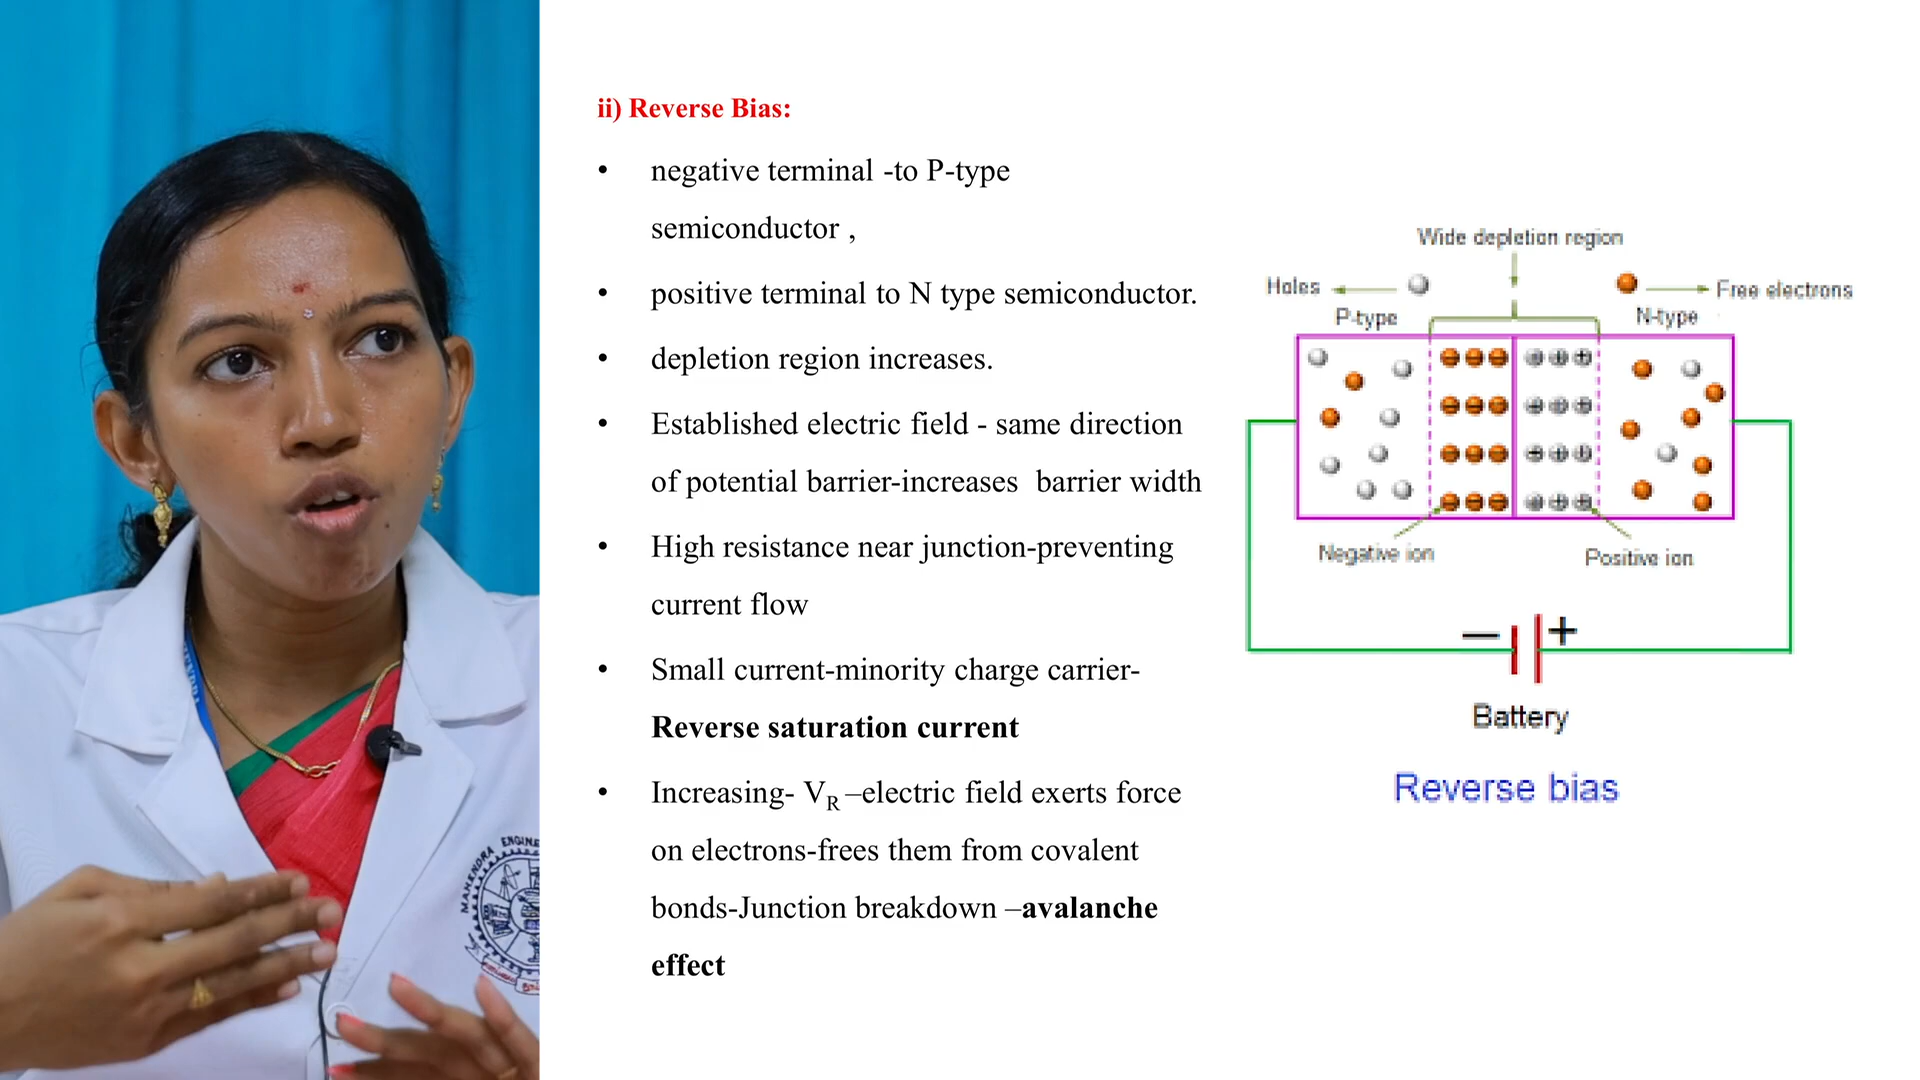 ii) Reverse Bias:
• negative terminal -to P-type
semiconductor ,
• positive terminal to N type semiconductor.
• depletion region increases.
• Established electric field - same direction
of potential barrier-increases barrier width
• High resistance near junction-preventing
current flow
• Small current-minority charge carrier-
Reverse saturation current
• Increasing- VR –electric field exerts force
on electrons-frees them from covalent
bonds-Junction breakdown –avalanche
effect
Wide depletion region
Holes
Free electrons
P-type
N-type
Negative ion
Positive ion
− +
Battery
Reverse bias
MAHENDRA ENGINE